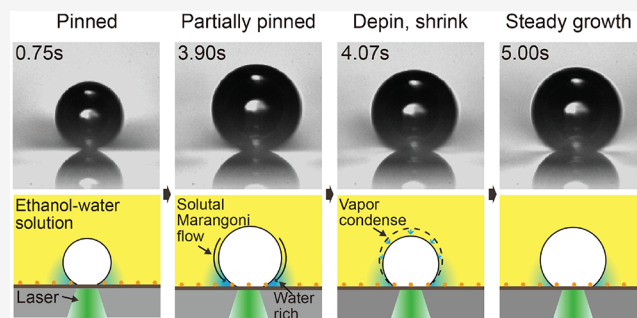 Pinned
Partially pinned
Depin, shrink
Steady growth
0.75s
3.90s
4.07s
5.00s
Ethanol-water
solution
Laser
Solutal
Marangoni
flow
Water
rich
Vapor
condense